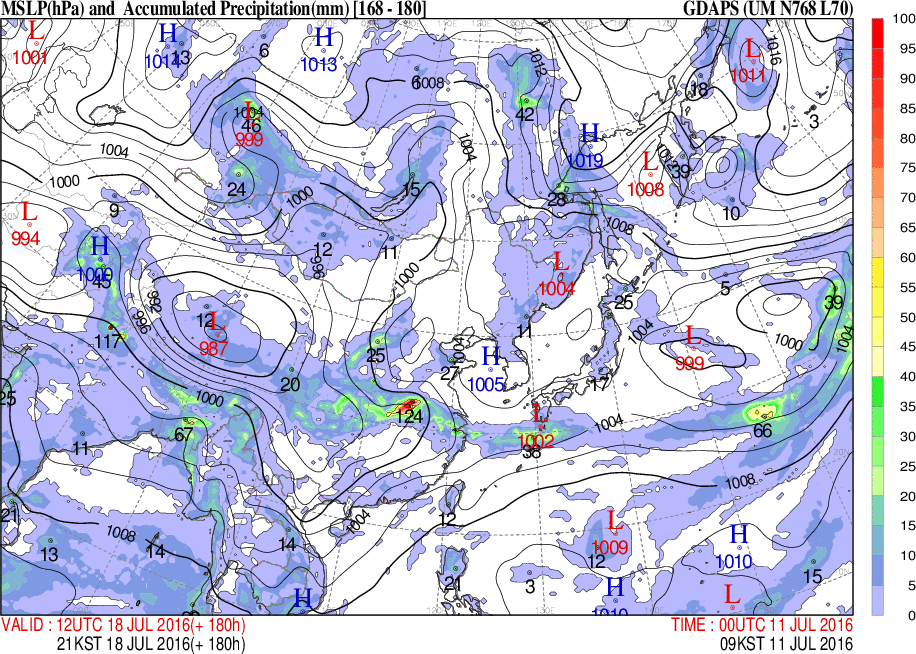 MSLP(hPa) and Accumulated Precipitation(mm) [168 - 180] GDAPS (UM N768 L70)
L H 6 H L 1016 100
1001 1014 13 1013 1012 1011 95
6 1008 18 90
L 46 999 42 3 85
1004 1004 H 1019 L 1008 39 80
1000 24 1000 15 28 10 75
L 9 1008 70
994 12 11 65
H 1000 45 996 1000 L 1004 60
992 5 39 55
996 12 L 987 25 50
117 11 1004 L 999 1000 1004 45
25 1004 H 40
20 27 1005 17
25 1000 124 L 1004 35
67 1002 38 66 30
11 25
1008 20
21 1008 1004 12 L H 15
13 14 14 1009 12 1010 10
21 3 H 15 5
H 1010 L 0
VALID : 12UTC 18 JUL 2016(+ 180h) TIME : 00UTC 11 JUL 2016
21KST 18 JUL 2016(+ 180h) 09KST 11 JUL 2016